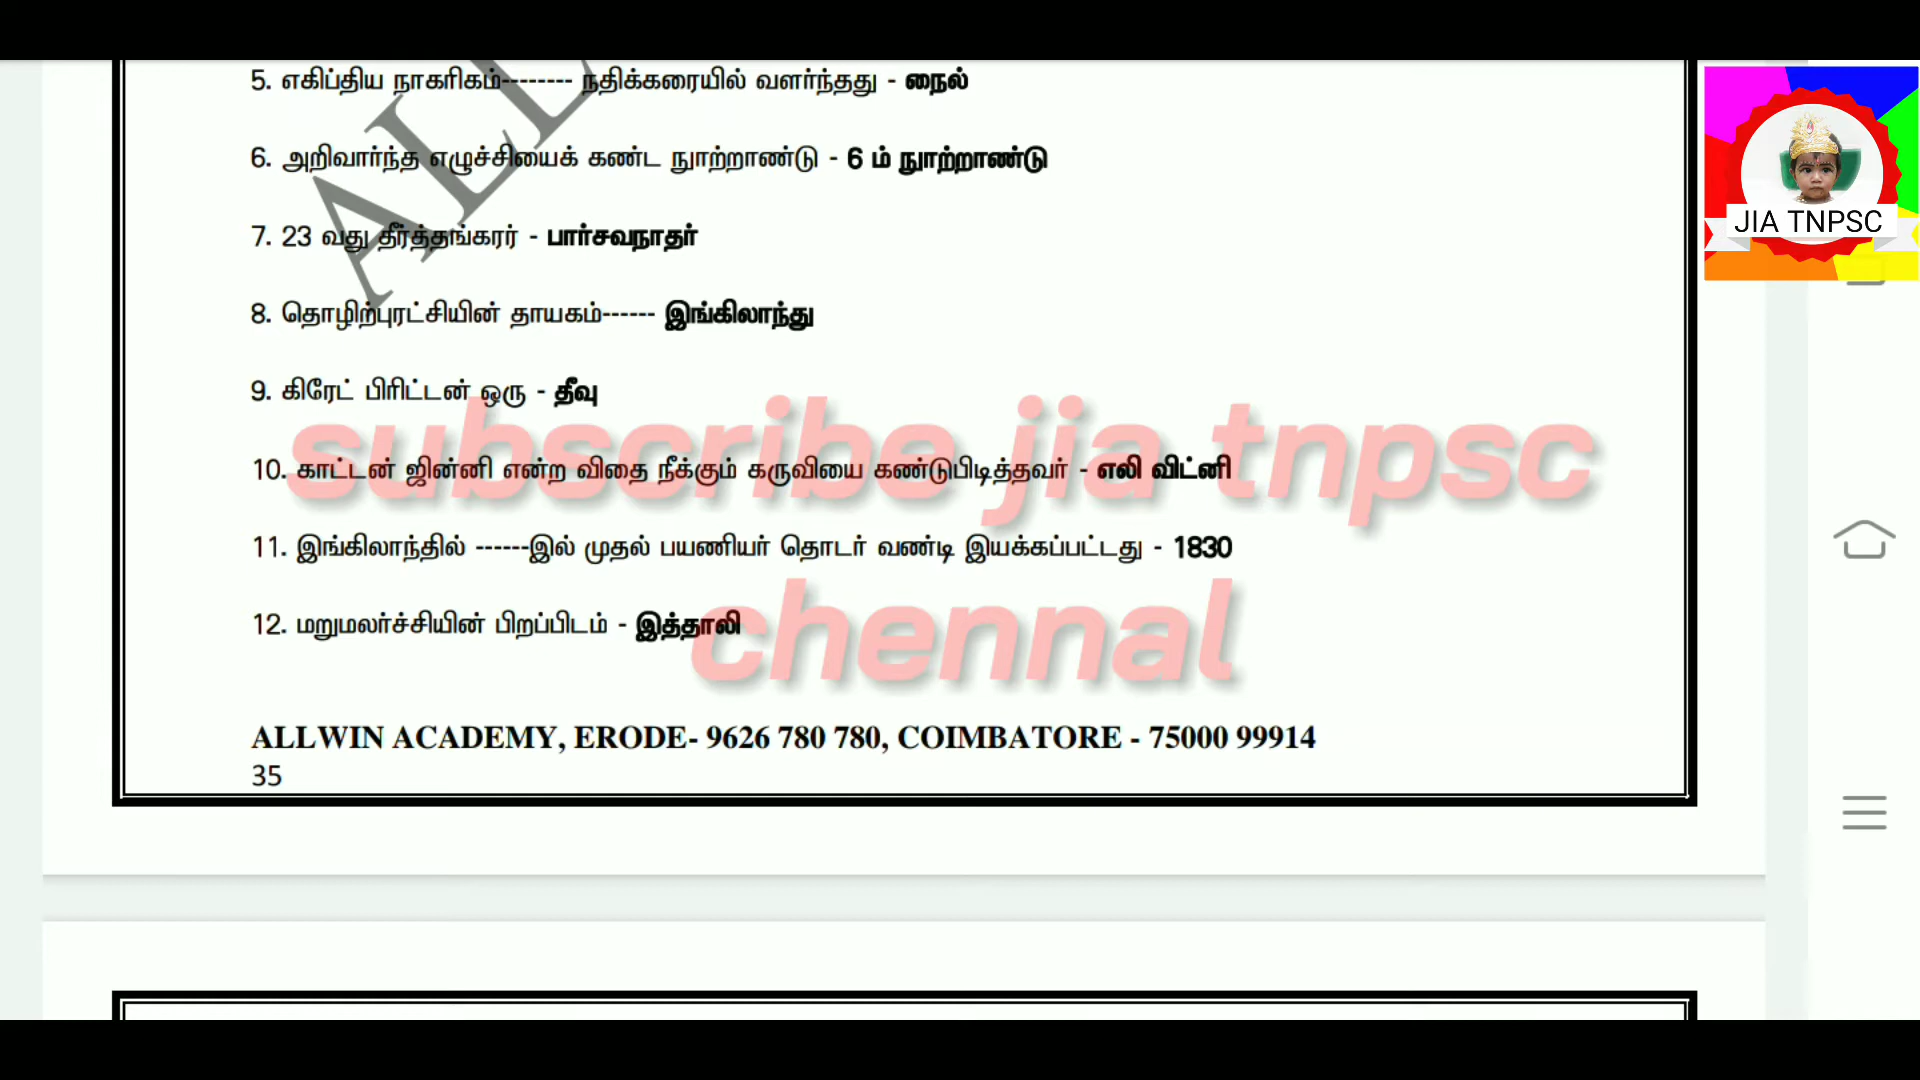 5. எகிப்திய நாகரிகம்-------- நதிக்கரையில் வளர்ந்தது - நைல்
6. அறிவார்ந்த எழுச்சியைக் கண்ட நூற்றாண்டு - 6 ம் நூற்றாண்டு
7. 23 வது தீர்த்தங்கரர் - பார்சவநாதர்
8. தொழிற்புரட்சியின் தாயகம்------ இங்கிலாந்து
9. கிரேட் பிரிட்டன் ஒரு - தீவு
10. காட்டன் ஜின்னி என்ற விதை நீக்கும் கருவியை கண்டுபிடித்தவர் - எலி விட்னி
11. இங்கிலாந்தில் ------இல் முதல் பயணியர் தொடர் வண்டி இயக்கப்பட்டது - 1830
12. மறுமலர்ச்சியின் பிறப்பிடம் - இத்தாலி
ALLWIN ACADEMY, ERODE- 9626 780 780, COIMBATORE - 75000 99914
35
subscribe jia tnpsc
chennal
JIA TNPSC
ALL